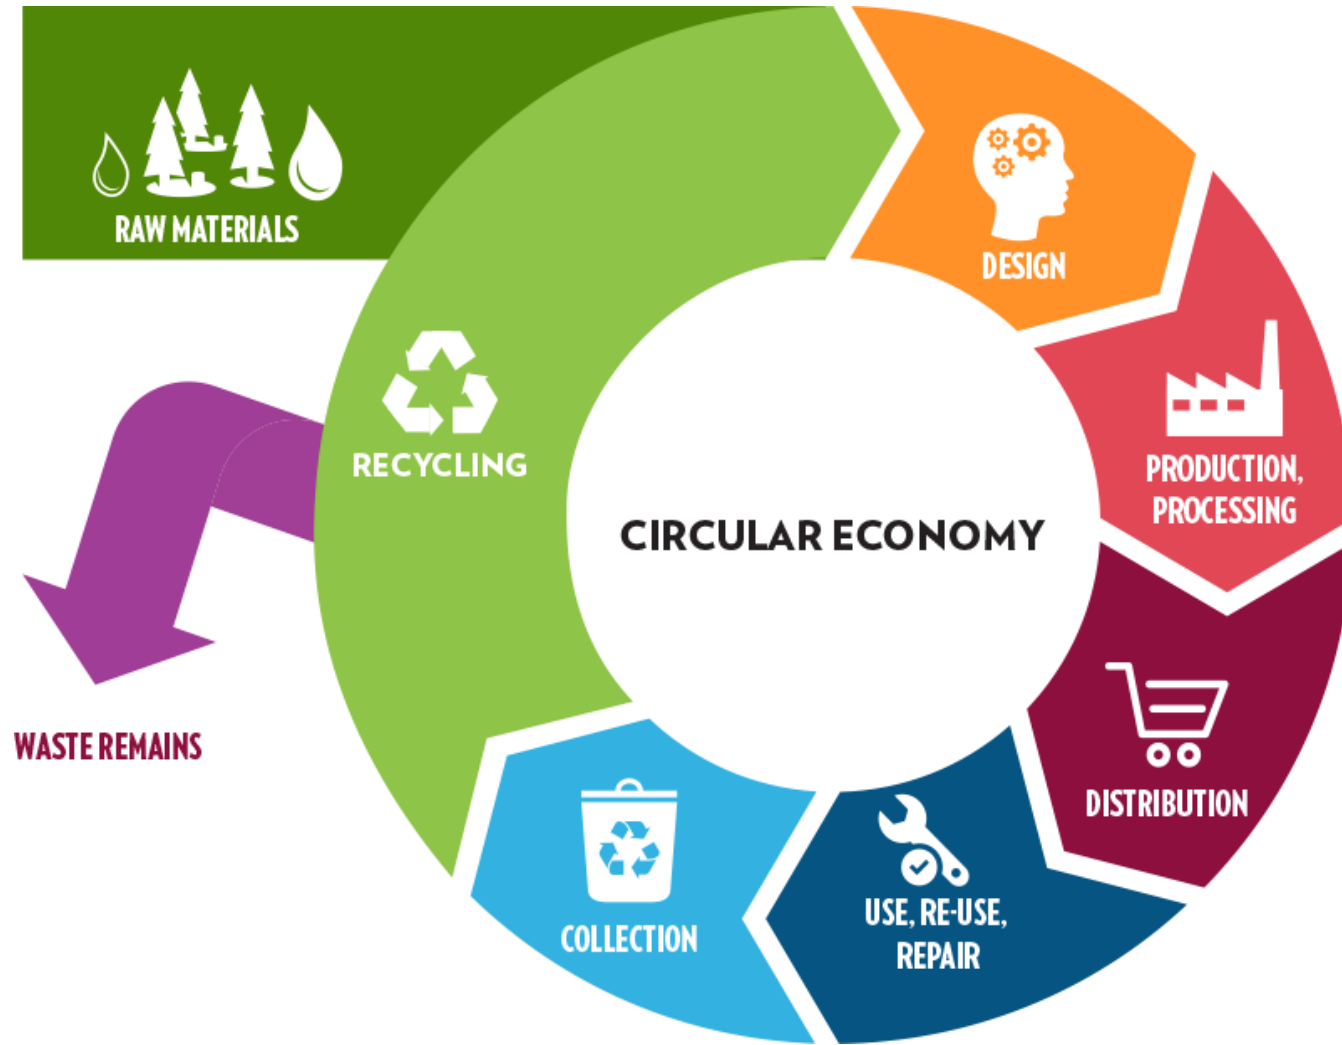 RAW MATERIALS
DESIGN
RECYCLING
PRODUCTION,
PROCESSING
CIRCULAR ECONOMY
WASTE REMAINS
DISTRIBUTION
USE, RE-USE,
REPAIR
COLLECTION